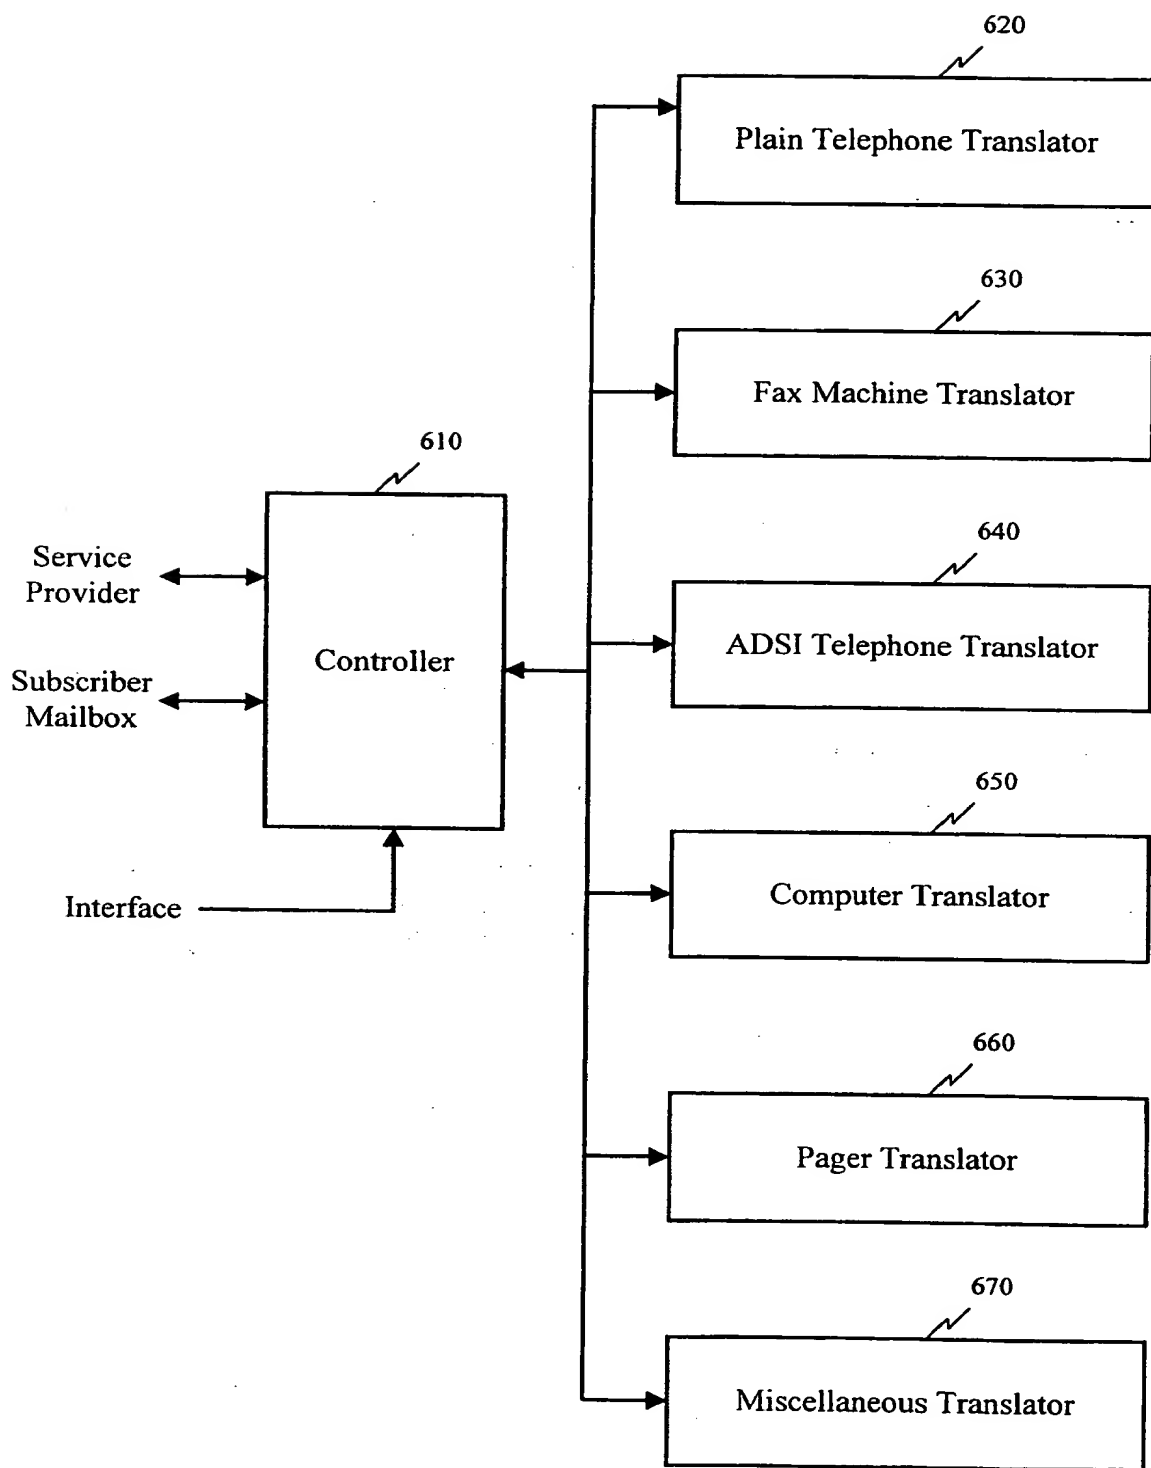 620
Plain Telephone Translator
630
Fax Machine Translator
610
640
Service
Provider
ADSI Telephone Translator
Controller
Subscriber
Mailbox
650
Computer Translator
Interface
660
Pager Translator
670
Miscellaneous Translator